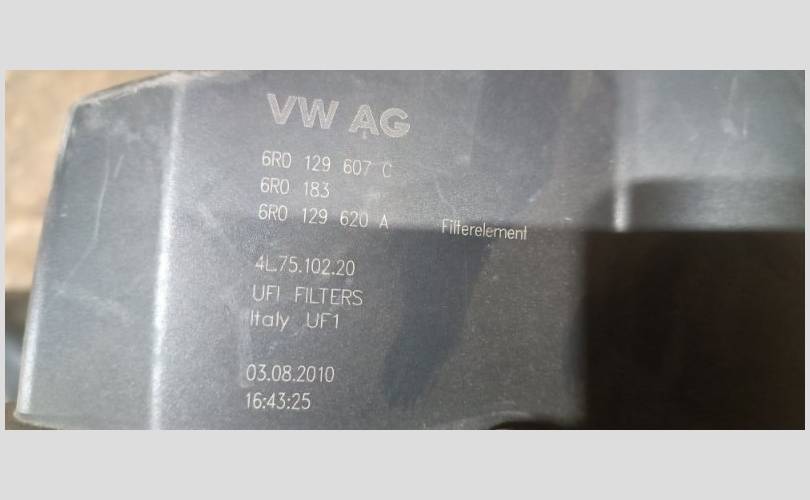 VW AG
6R0 129 607 C
6R0 183
6R0 129 620 A Filterelement
4L.75.102.20
UFI FILTERS
Italy UF1
03.08.2010
16:43:25